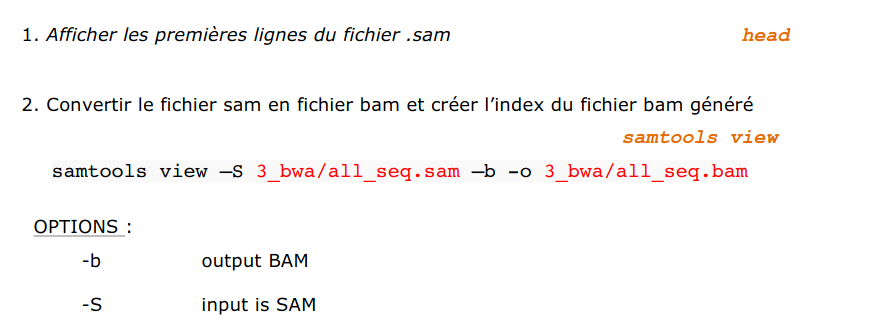 1. Afficher les premières lignes du fichier .sam head
2. Convertir le fichier sam en fichier bam et créer l’index du fichier bam généré
samtools view
samtools view –S 3_bwa/all_seq.sam –b -o 3_bwa/all_seq.bam
OPTIONS :
-b output BAM
-S input is SAM